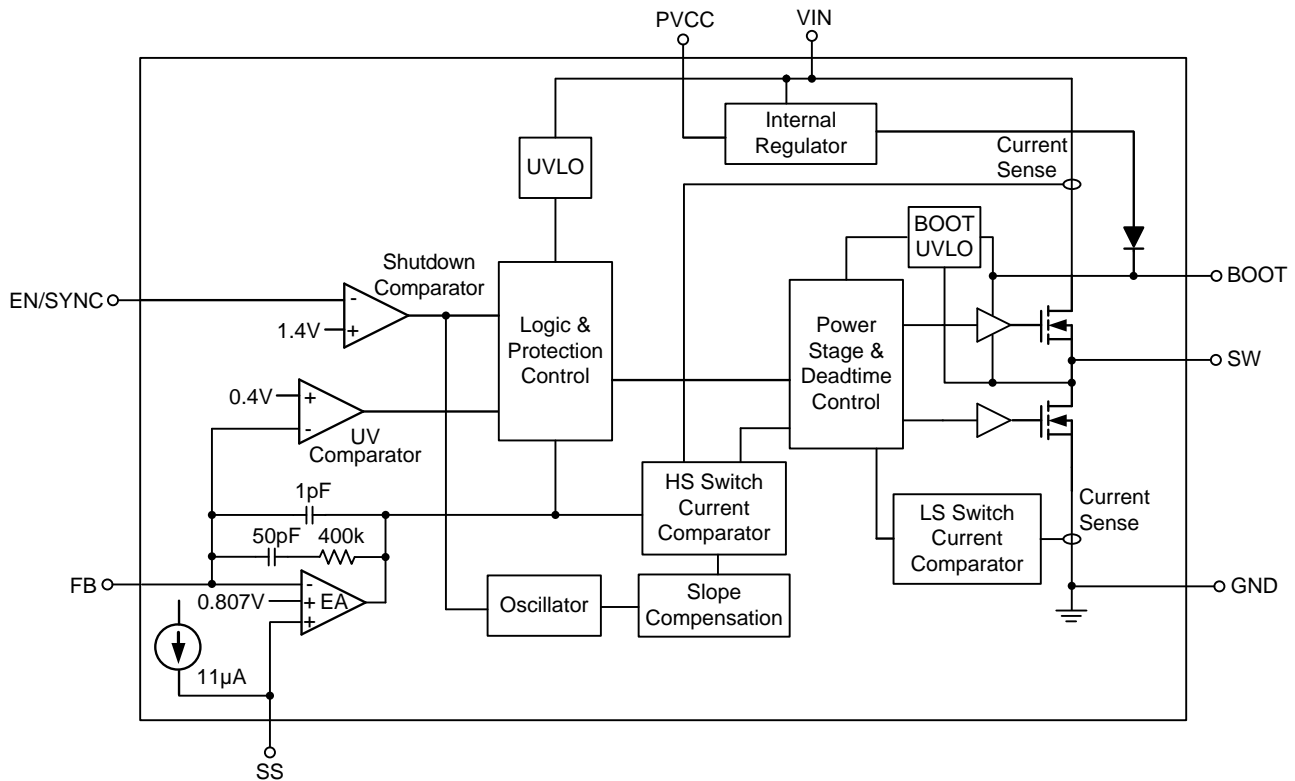 PVCC
VIN
Internal
Regulator
Current
Sense
UVLO
BOOT
UVLO
Shutdown
Comparator
BOOT
EN/SYNC
-
+
1.4V
Logic &
Protection
Control
Power
Stage &
Deadtime
Control
SW
0.4V
+
-
UV
Comparator
1pF
50pF
400k
HS Switch
Current
Comparator
LS Switch
Current
Comparator
Current
Sense
FB
-
0.807V
+
EA
+
Oscillator
Slope
Compensation
GND
11µA
SS